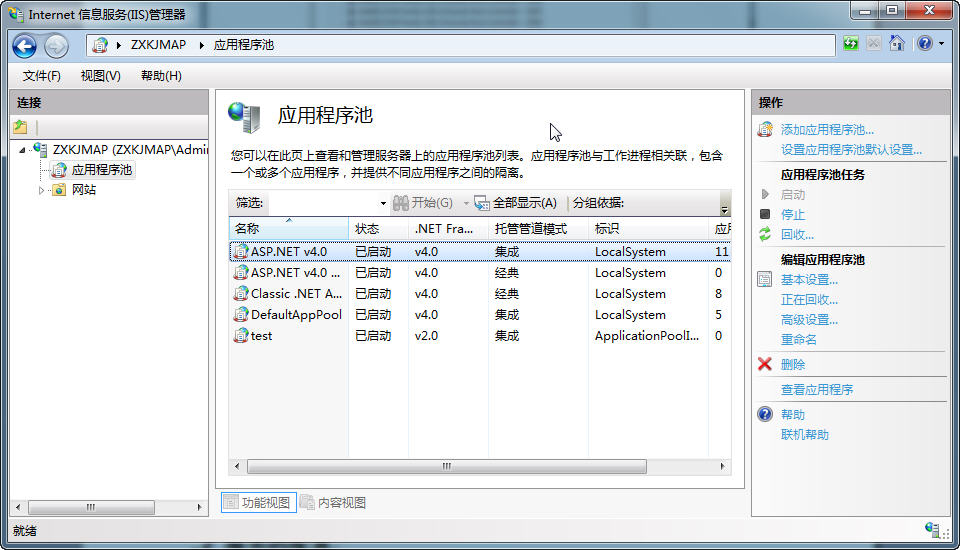 Internet 信息服务(IIS)管理器
ZXKJMAP
应用程序池
文件(F) 视图(V) 帮助(H)
连接
ZXKJMAP (ZXKJMAP\Admin
应用程序池
网站
应用程序池
您可以在此页上查看和管理服务器上的应用程序池列表。应用程序池与工作进程相关联，包含
一个或多个应用程序，并提供不同应用程序之间的隔离。
筛选: 开始(G) 全部显示(A) 分组依据:
名称 状态 .NET Fra... 托管管道模式 标识 应用
ASP.NET v4.0 已启动 v4.0 集成 LocalSystem 11
ASP.NET v4.0 ... 已启动 v4.0 经典 LocalSystem 0
Classic .NET A... 已启动 v4.0 经典 LocalSystem 8
DefaultAppPool 已启动 v4.0 集成 LocalSystem 5
test 已启动 v2.0 集成 ApplicationPoolI... 0
功能视图 内容视图
操作
添加应用程序池...
设置应用程序池默认设置...
应用程序池任务
启动
停止
回收...
编辑应用程序池
基本设置...
正在回收...
高级设置...
重命名
删除
查看应用程序
帮助
联机帮助
就绪